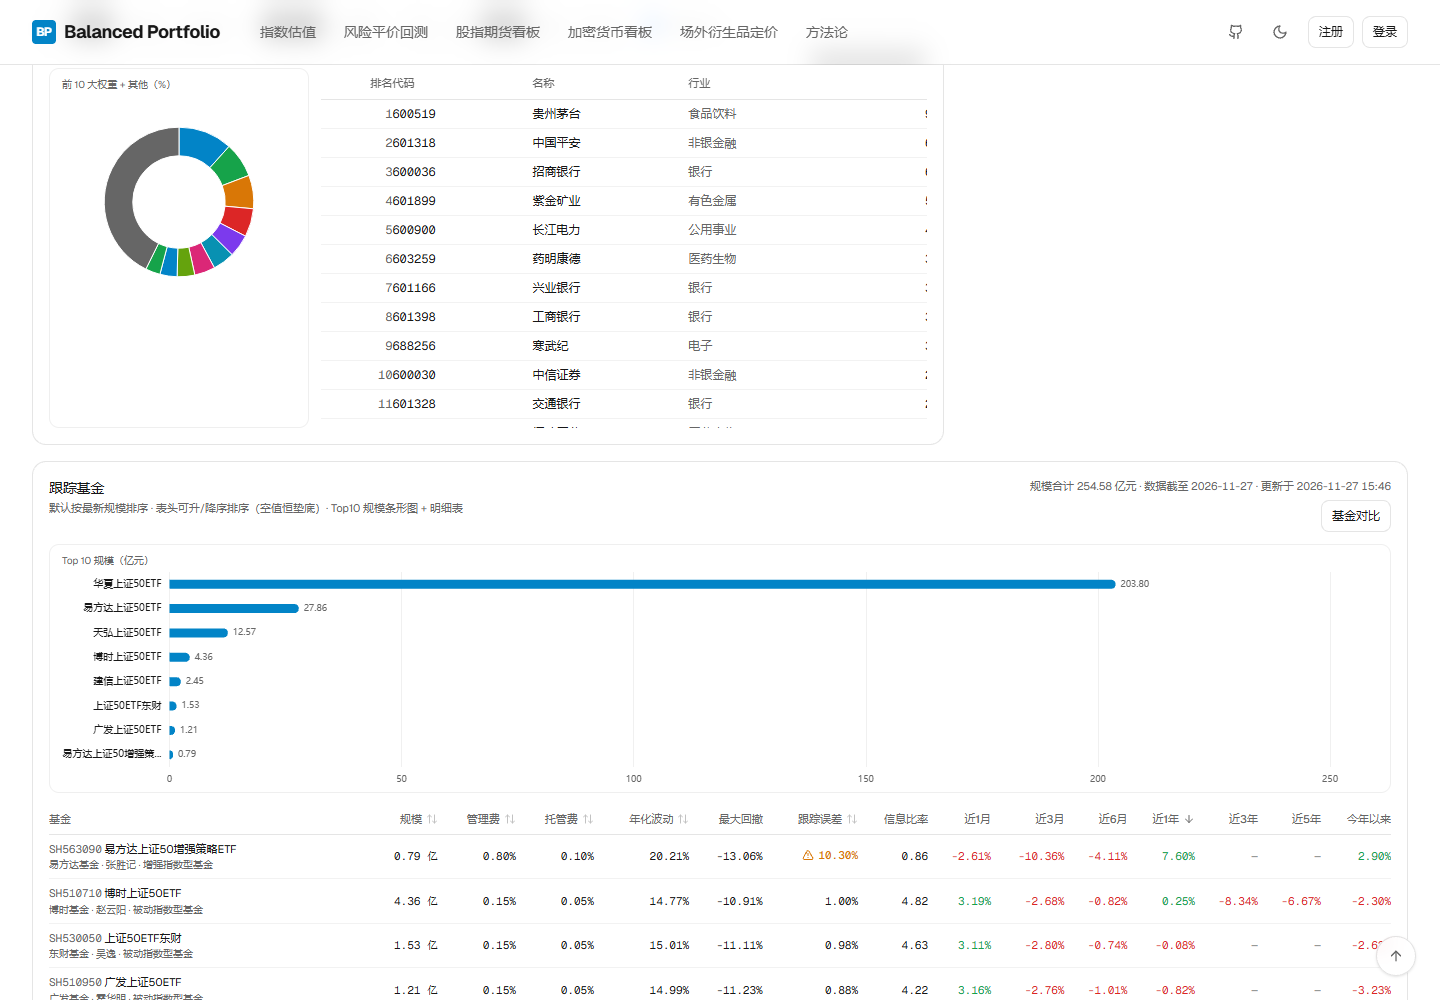 BP Balanced Portfolio 指数估值 风险平价回测 股指期货看板 加密货币看板 场外衍生品定价 方法论 注册 登录
前 10 大权重 + 其他（%）
排名代码 名称 行业
1600519 贵州茅台 食品饮料
2601318 中国平安 非银金融
3600036 招商银行 银行
4601899 紫金矿业 有色金属
5600900 长江电力 公用事业
6603259 药明康德 医药生物
7601166 兴业银行 银行
8601398 工商银行 银行
9688256 寒武纪 电子
10600030 中信证券 非银金融
11601328 交通银行 银行
跟踪基金
默认按最新规模排序 · 表头可升/降序排序（空值恒垫底）· Top10 规模条形图 + 明细表
规模合计 254.58 亿元 · 数据截至 2026-11-27 · 更新于 2026-11-27 15:46
基金对比
Top 10 规模（亿元）
华夏上证50ETF 203.80
易方达上证50ETF 27.86
天弘上证50ETF 12.57
博时上证50ETF 4.36
建信上证50ETF 2.45
上证50ETF东财 1.53
广发上证50ETF 1.21
易方达上证50增强策... 0.79
0 50 100 150 200 250
基金 规模 管理费 托管费 年化波动 最大回撤 跟踪误差 信息比率 近1月 近3月 近6月 近1年 近3年 近5年 今年以来
SH563090 易方达上证50增强策略ETF
易方达基金 · 张胜记 · 增强指数型基金
0.79 亿 0.80% 0.10% 20.21% -13.06% 10.30% 0.86 -2.61% -10.36% -4.11% 7.60% — — 2.90%
SH510710 博时上证50ETF
博时基金 · 赵云阳 · 被动指数型基金
4.36 亿 0.15% 0.05% 14.77% -10.91% 1.00% 4.82 3.19% -2.68% -0.82% 0.25% -8.34% -6.67% -2.30%
SH530050 上证50ETF东财
东财基金 · 吴逸 · 被动指数型基金
1.53 亿 0.15% 0.05% 15.01% -11.11% 0.98% 4.63 3.11% -2.80% -0.74% -0.08% — —
SH510950 广发上证50ETF
1.21 亿 0.15% 0.05% 14.99% -11.23% 0.88% 4.22 3.16% -2.76% -1.01% -0.82% — — -3.23%